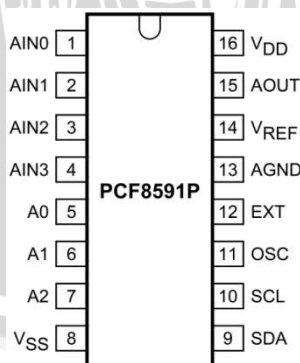 AIN0 1 16 VDD
AIN1 2 15 AOUT
AIN2 3 14 VREF
AIN3 4 13 AGND
PCF8591P
A0 5 12 EXT
A1 6 11 OSC
A2 7 10 SCL
VSS 8 9 SDA